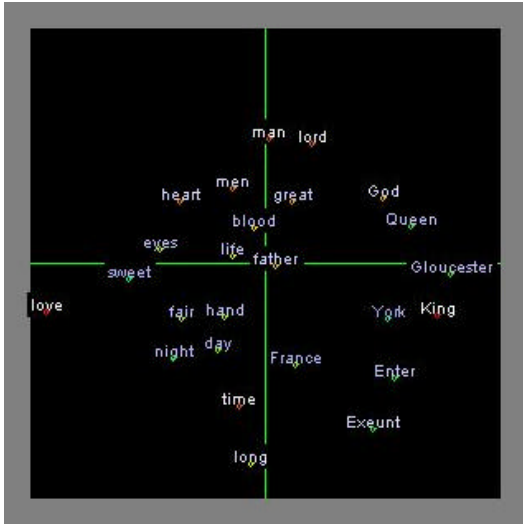 man
lord
men
heart
great
God
blood
Queen
eyes
life
father
sweet
Gloucester
love
fair
hand
York
King
night
day
France
Enter
time
Exeunt
long